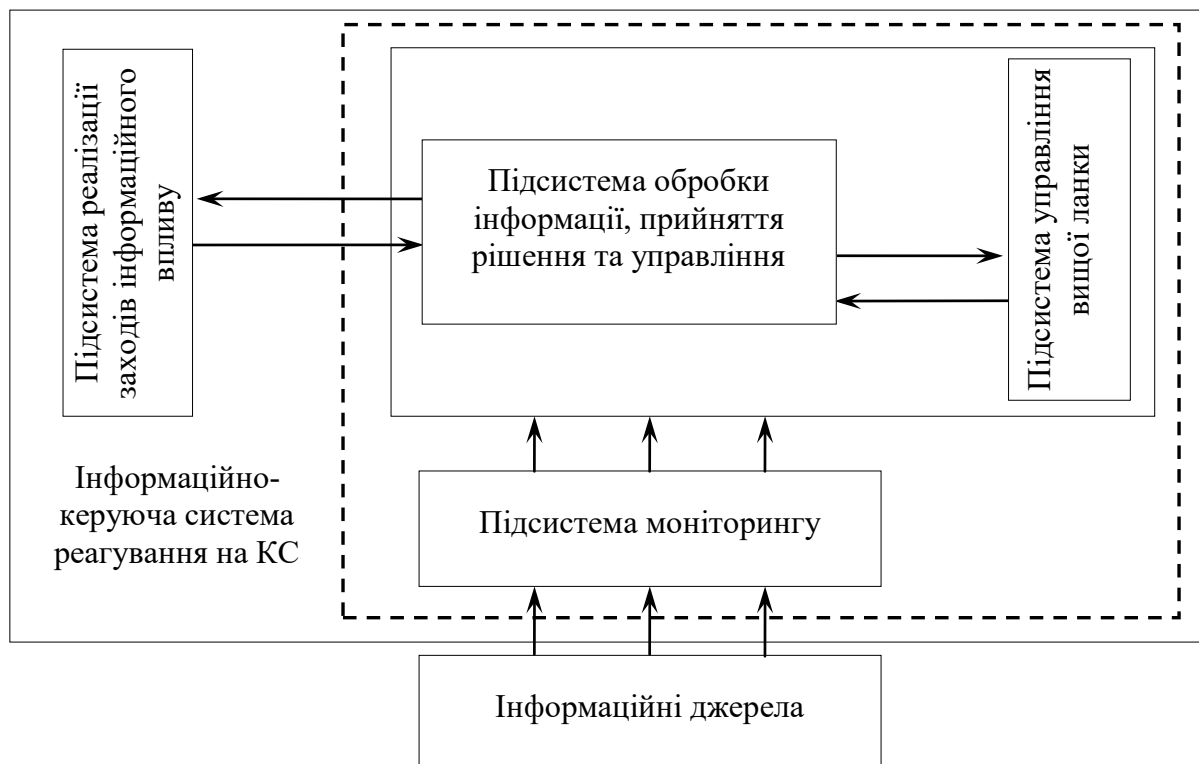 Підсистема реалізації
заходів інформаційного
впливу
Підсистема обробки
інформації, прийняття
рішення та управління
Підсистема управління
вищої ланки
Інформаційно-
керуюча система
реагування на КС
Підсистема моніторингу
Інформаційні джерела